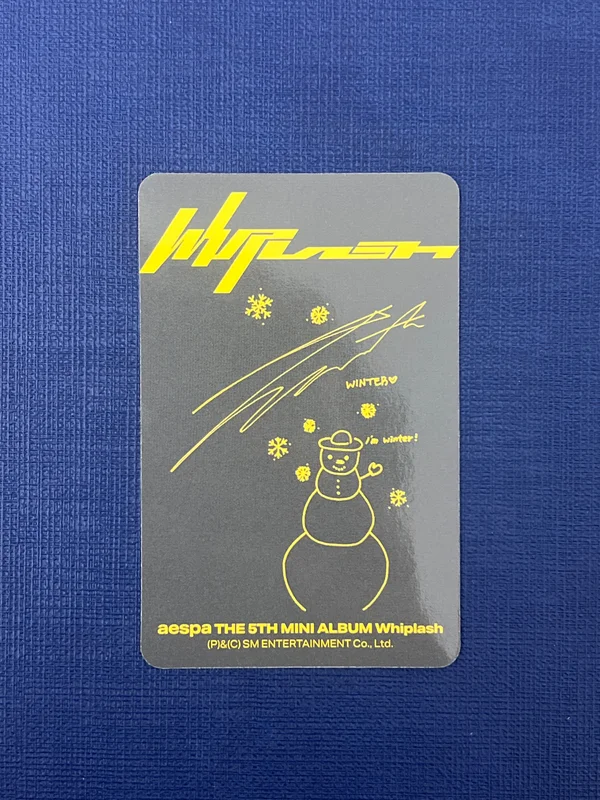 Whiplash
WINTER♡
i'm winter!
aespa THE 5TH MINI ALBUM Whiplash
(P)&(C) SM ENTERTAINMENT Co., Ltd.